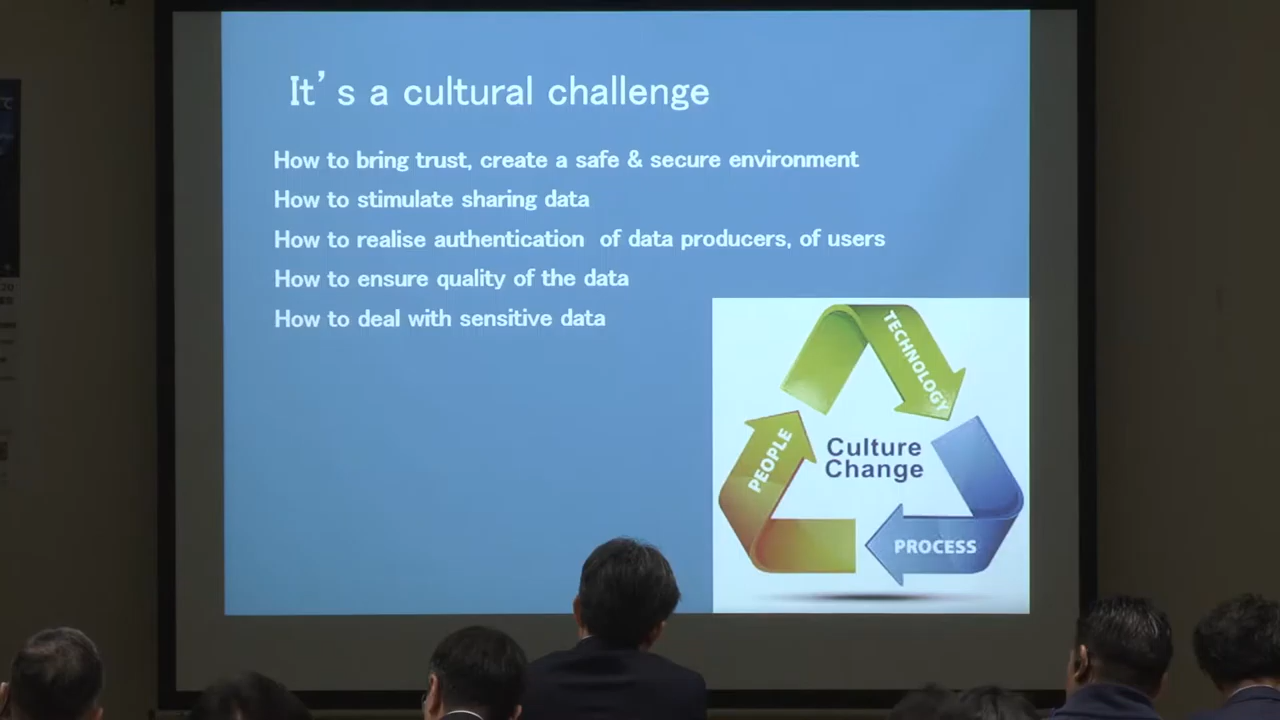 It's a cultural challenge
How to bring trust, create a safe & secure environment
How to stimulate sharing data
How to realise authentication of data producers, of users
How to ensure quality of the data
How to deal with sensitive data
TECHNOLOGY
PEOPLE
Culture
Change
PROCESS